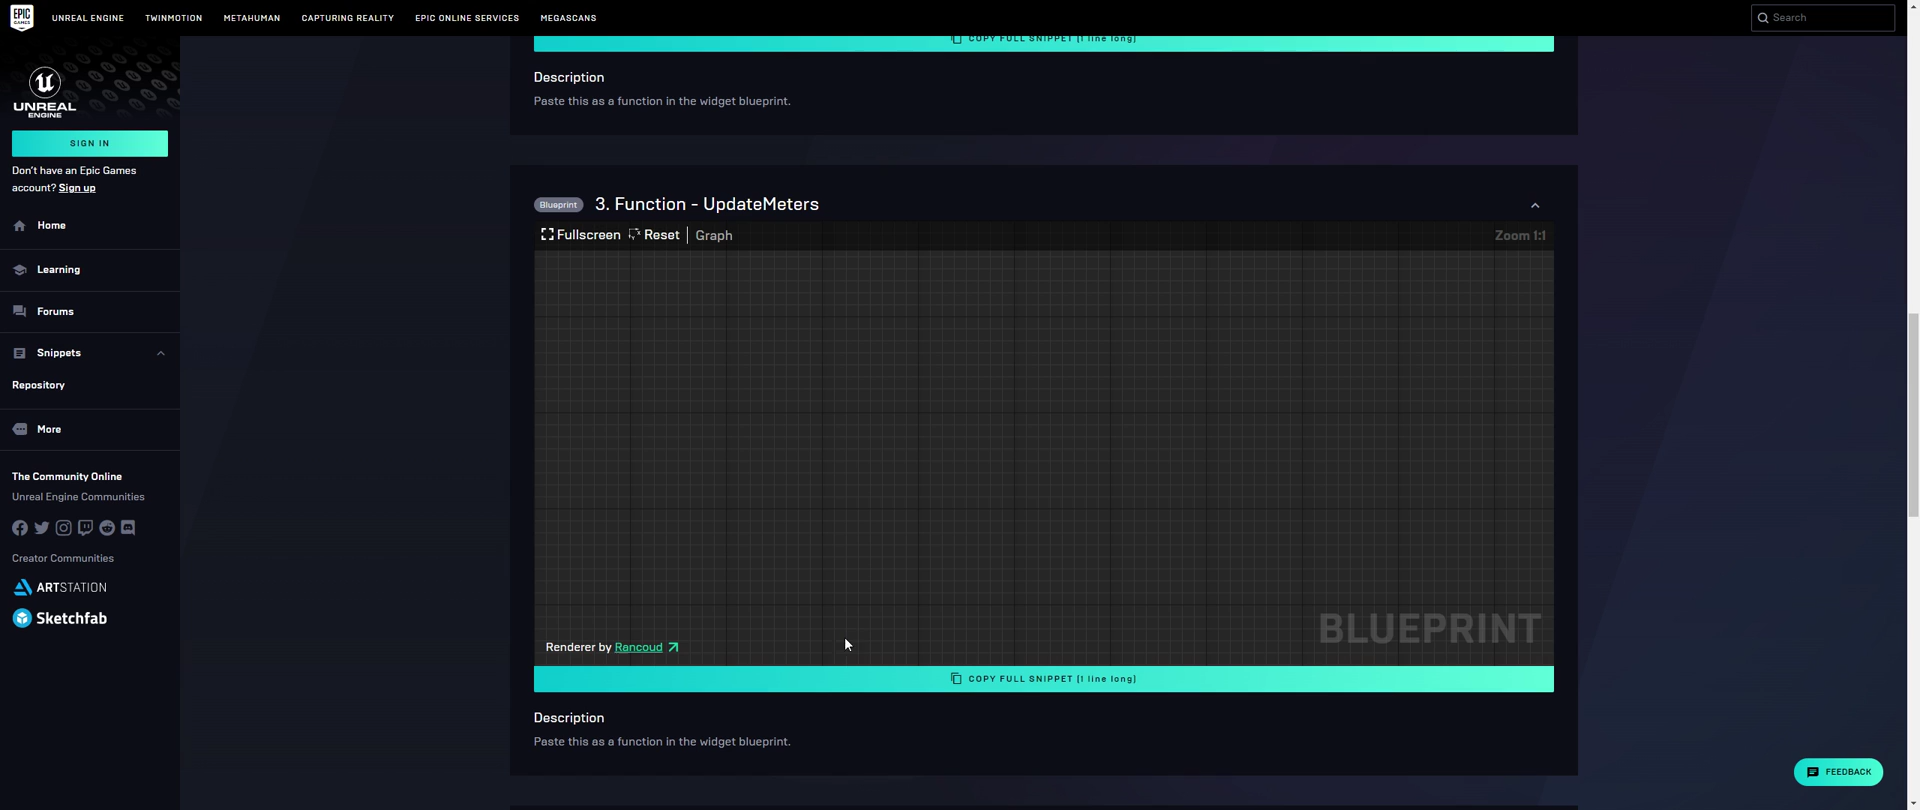 EPIC GAMES
UNREAL ENGINE
TWINMOTION
METAHUMAN
CAPTURING REALITY
EPIC ONLINE SERVICES
MEGASCANS
Search
UNREAL
ENGINE
SIGN IN
Don't have an Epic Games
account? Sign up
Home
Learning
Forums
Snippets
Repository
More
The Community Online
Unreal Engine Communities
Creator Communities
ARTSTATION
Sketchfab
COPY FULL SNIPPET (1 line long)
Description
Paste this as a function in the widget blueprint.
Blueprint 3. Function - UpdateMeters
Fullscreen Reset Graph Zoom 1:1
BLUEPRINT
Renderer by Rancoud
COPY FULL SNIPPET (1 line long)
Description
Paste this as a function in the widget blueprint.
FEEDBACK